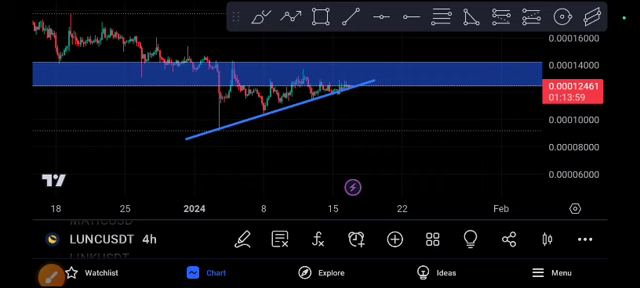 0.00016000
0.00014000
0.00012461
01:13:59
0.00010000
0.00008000
0.00006000
18 25 2024 8 15 22 Feb
LUNCUSDT 4h
Watchlist Chart Explore Ideas Menu